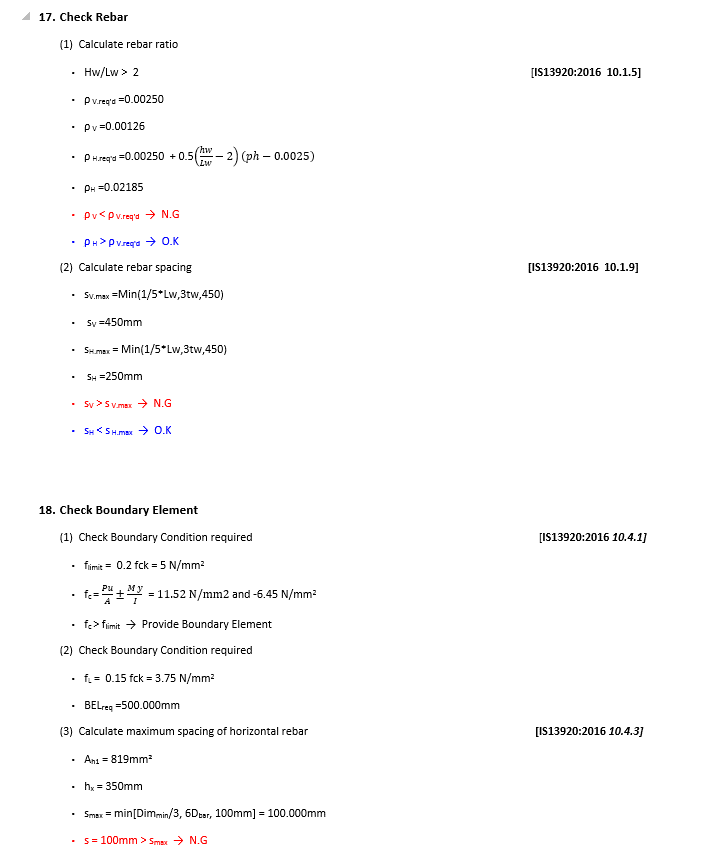 17. Check Rebar
(1) Calculate rebar ratio
• Hw/Lw > 2 [IS13920:2016 10.1.5]
• ρ V.req'd =0.00250
• ρ V =0.00126
• ρ H.req'd =0.00250 + 0.5(hw/Lw − 2) (ph − 0.0025)
• ρH =0.02185
• ρ V < ρ V.req'd → N.G
• ρ H > ρ V.req'd → O.K
(2) Calculate rebar spacing [IS13920:2016 10.1.9]
• sV.max =Min(1/5*Lw,3tw,450)
• sV =450mm
• sH.max = Min(1/5*Lw,3tw,450)
• sH =250mm
• sV > s V.max → N.G
• sH < s H.max → O.K
18. Check Boundary Element
(1) Check Boundary Condition required [IS13920:2016 10.4.1]
• flimit = 0.2 fck = 5 N/mm²
• fc= Pu/A ± M y/I = 11.52 N/mm2 and -6.45 N/mm²
• fc> flimit → Provide Boundary Element
(2) Check Boundary Condition required
• fL = 0.15 fck = 3.75 N/mm²
• BELreq =500.000mm
(3) Calculate maximum spacing of horizontal rebar [IS13920:2016 10.4.3]
• Ah1 = 819mm²
• hx = 350mm
• smax = min[Dimmin/3, 6Dbar, 100mm] = 100.000mm
• s = 100mm > smax → N.G